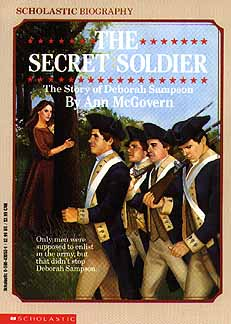 SCHOLASTIC BIOGRAPHY
THE
SECRET SOLDIER
The Story of Deborah Sampson
By Ann McGovern
Only men were
supposed to enlist
in the army, but
that didn't stop
Deborah Sampson.
SCHOLASTIC